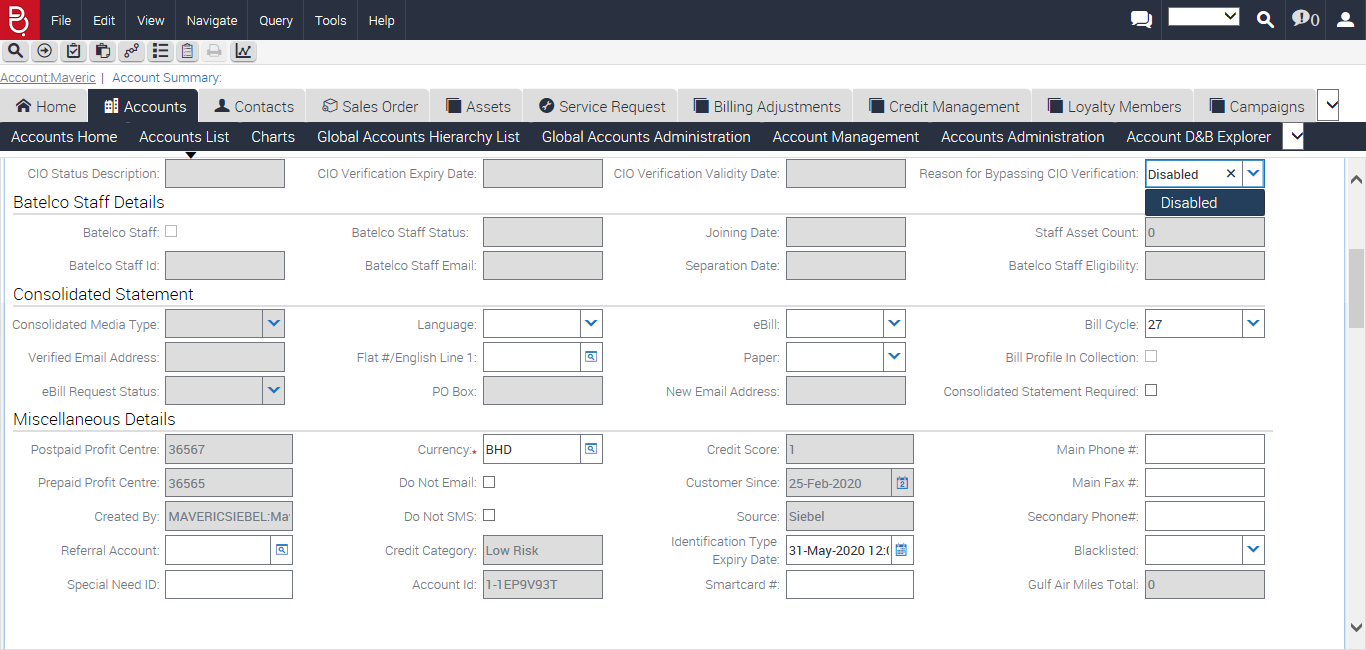 File Edit View Navigate Query Tools Help 0
Account:Maveric | Account Summary:
Home Accounts Contacts Sales Order Assets Service Request Billing Adjustments Credit Management Loyalty Members Campaigns
Accounts Home Accounts List Charts Global Accounts Hierarchy List Global Accounts Administration Account Management Accounts Administration Account D&B Explorer
CIO Status Description: CIO Verification Expiry Date: CIO Verification Validity Date: Reason for Bypassing CIO Verification: Disabled
Batelco Staff Details Disabled
Batelco Staff: Batelco Staff Status: Joining Date: Staff Asset Count: 0
Batelco Staff Id: Batelco Staff Email: Separation Date: Batelco Staff Eligibility:
Consolidated Statement
Consolidated Media Type: Language: eBill: Bill Cycle: 27
Verified Email Address: Flat #/English Line 1: Paper: Bill Profile In Collection:
eBill Request Status: PO Box: New Email Address: Consolidated Statement Required:
Miscellaneous Details
Postpaid Profit Centre: 36567 Currency:* BHD Credit Score: 1 Main Phone #:
Prepaid Profit Centre: 36565 Do Not Email: Customer Since: 25-Feb-2020 Main Fax #:
Created By: MAVERICSIEBEL:Ma Do Not SMS: Source: Siebel Secondary Phone#:
Referral Account: Credit Category: Low Risk Identification Type Expiry Date: 31-May-2020 12:0 Blacklisted:
Special Need ID: Account Id: 1-1EP9V93T Smartcard #: Gulf Air Miles Total: 0